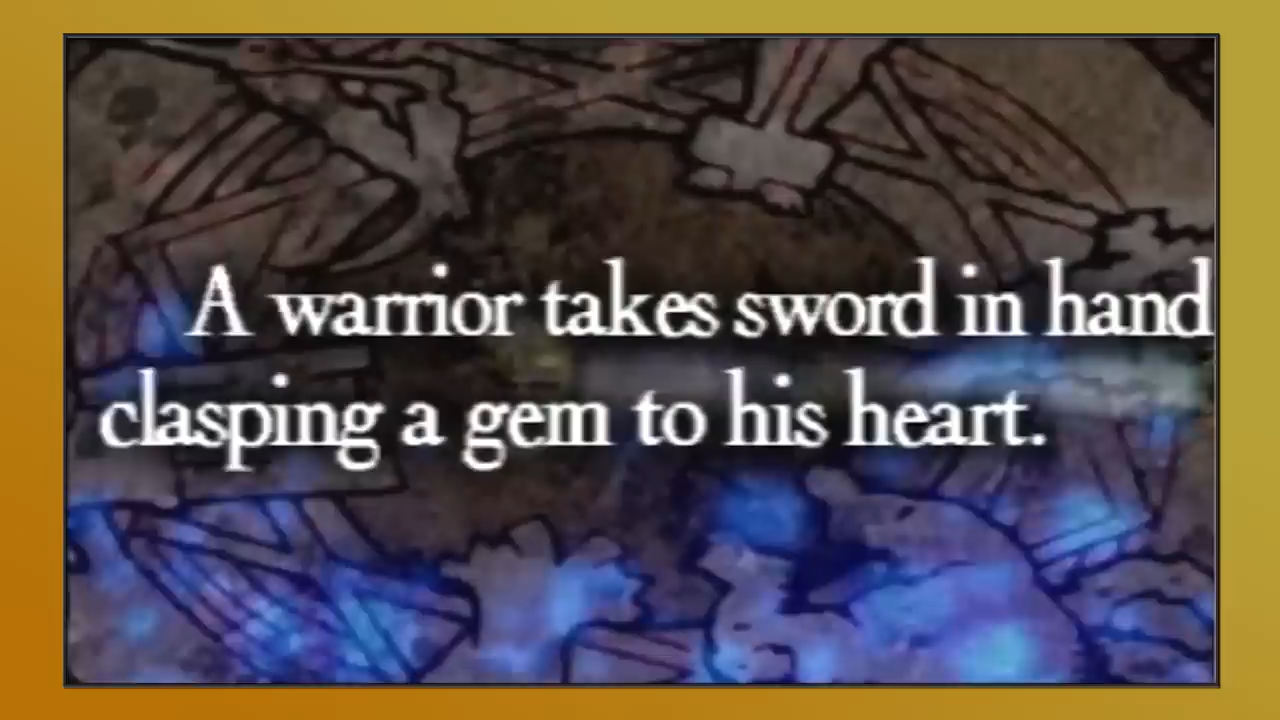 A warrior takes sword in hand
clasping a gem to his heart.